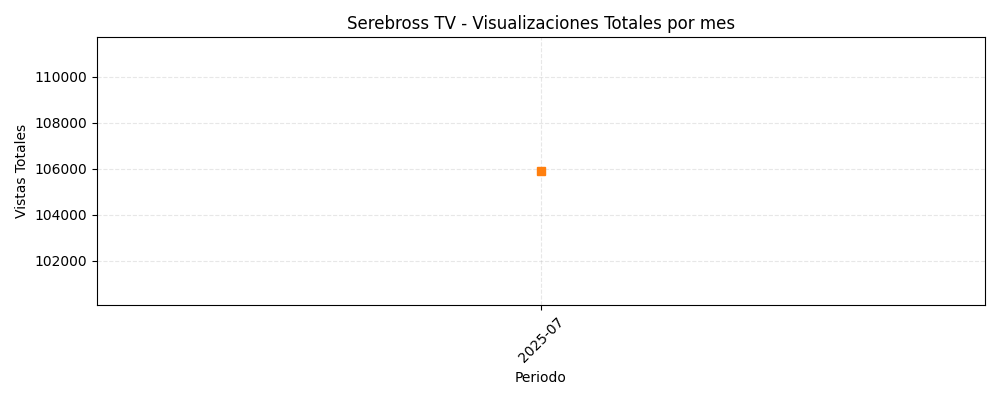 Serebross TV - Visualizaciones Totales por mes
Vistas Totales
110000
108000
106000
104000
102000
2025-07
Periodo